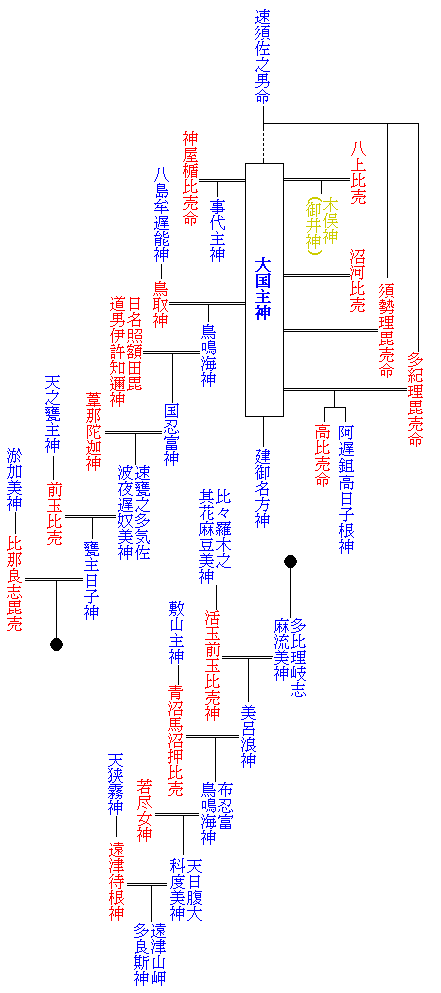 速須佐之男命
八上比売
木俣神
(御井神)
神屋楯比売命
事代主神
大国主神
沼河比売
須勢理毘売命
多紀理毘売命
八島牟遅能神
鳥取神
鳥鳴海神
日名照額田毘
道男伊許知邇神
国忍富神
葦那陀迦神
速甕之多気佐
波夜遅奴美神
天之甕主神
前玉比売
甕主日子神
淤加美神
比那良志毘売
建御名方神
高比売命
阿遅鉏高日子根神
比々羅木之
其花麻豆美神
活玉前玉比売神
多比理岐志
麻流美神
美呂浪神
敷山主神
青沼馬沼押比売
布忍富
鳥鳴海神
若尽女神
天日腹大
科度美神
天狭霧神
遠津待根神
遠津山岬
多良斯神